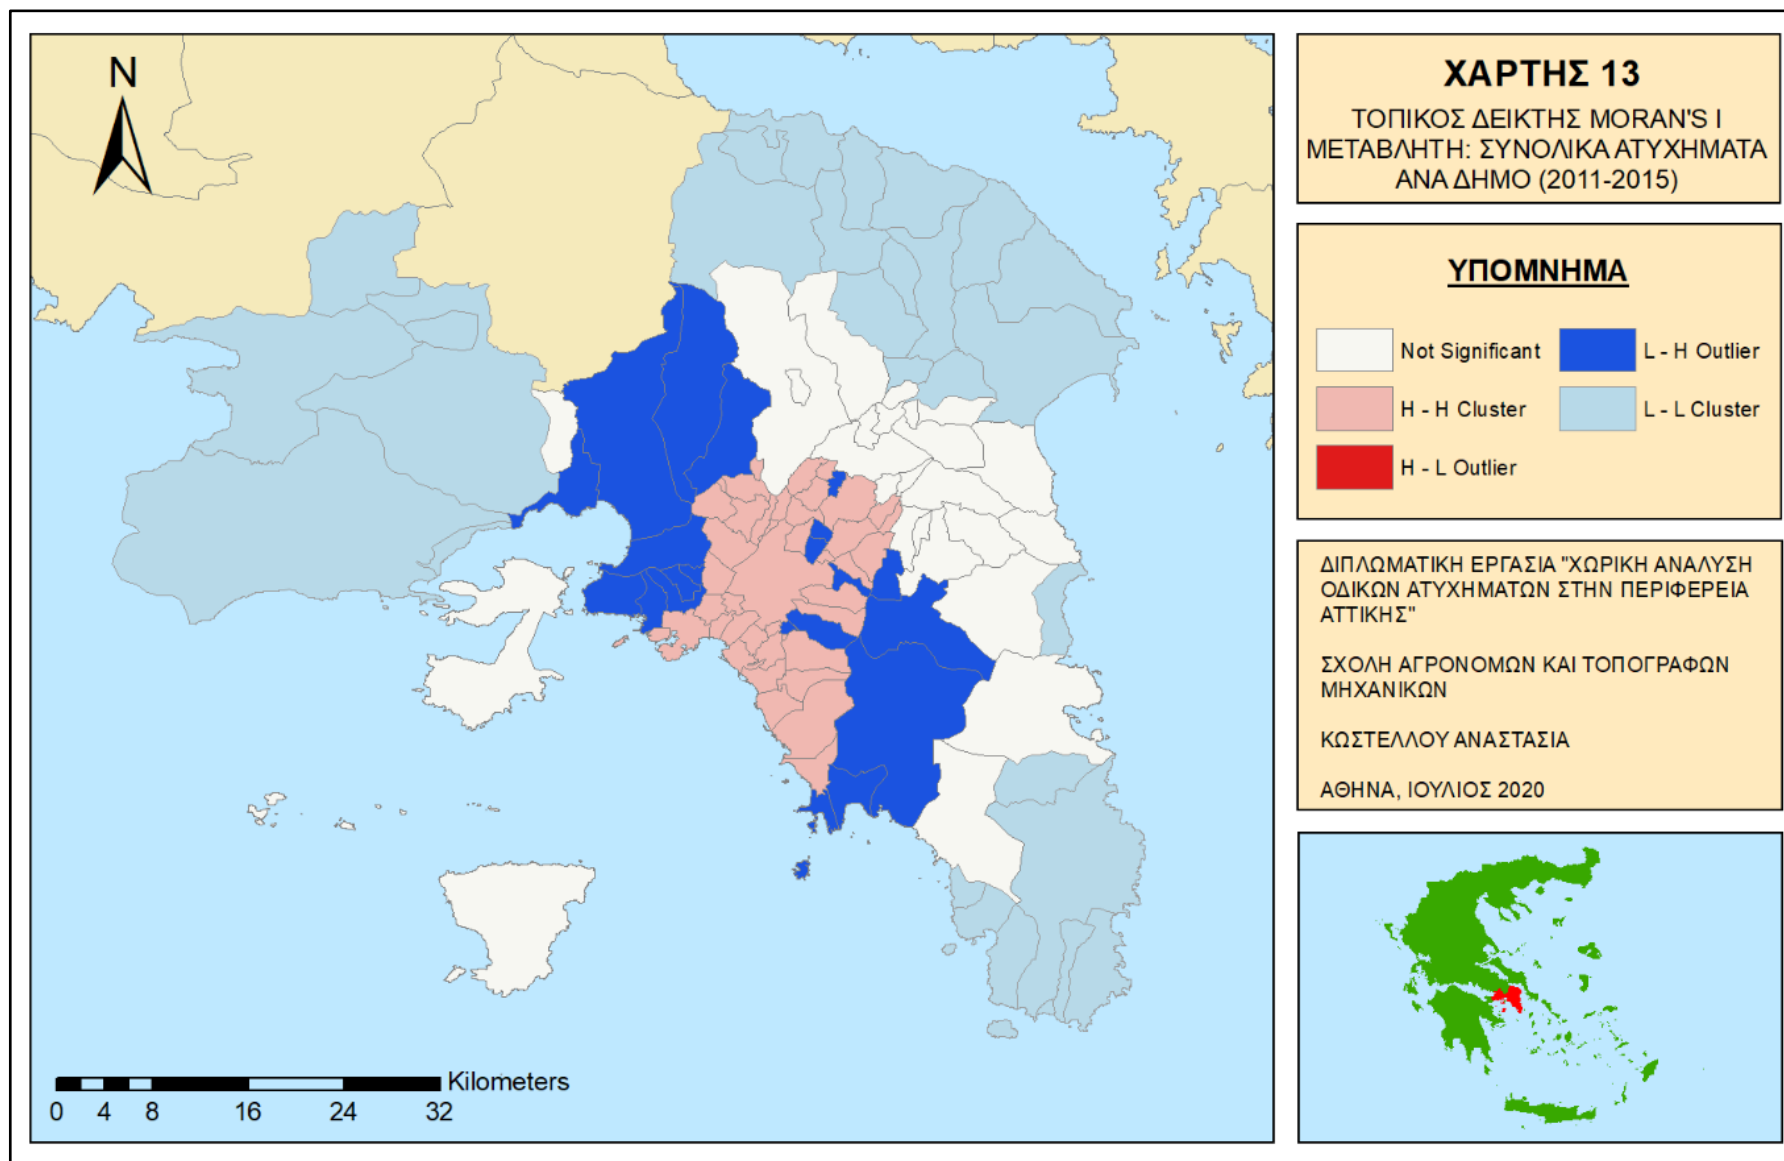 N
ΧΑΡΤΗΣ 13
ΤΟΠΙΚΟΣ ΔΕΙΚΤΗΣ MORAN'S I
ΜΕΤΑΒΛΗΤΗ: ΣΥΝΟΛΙΚΑ ΑΤΥΧΗΜΑΤΑ
ΑΝΑ ΔΗΜΟ (2011-2015)
ΥΠΟΜΝΗΜΑ
Not Significant
L - H Outlier
H - H Cluster
L - L Cluster
H - L Outlier
ΔΙΠΛΩΜΑΤΙΚΗ ΕΡΓΑΣΙΑ "ΧΩΡΙΚΗ ΑΝΑΛΥΣΗ
ΟΔΙΚΩΝ ΑΤΥΧΗΜΑΤΩΝ ΣΤΗΝ ΠΕΡΙΦΕΡΕΙΑ
ΑΤΤΙΚΗΣ"
ΣΧΟΛΗ ΑΓΡΟΝΟΜΩΝ ΚΑΙ ΤΟΠΟΓΡΑΦΩΝ
ΜΗΧΑΝΙΚΩΝ
ΚΩΣΤΕΛΛΟΥ ΑΝΑΣΤΑΣΙΑ
ΑΘΗΝΑ, ΙΟΥΛΙΟΣ 2020
Kilometers
0 4 8 16 24 32